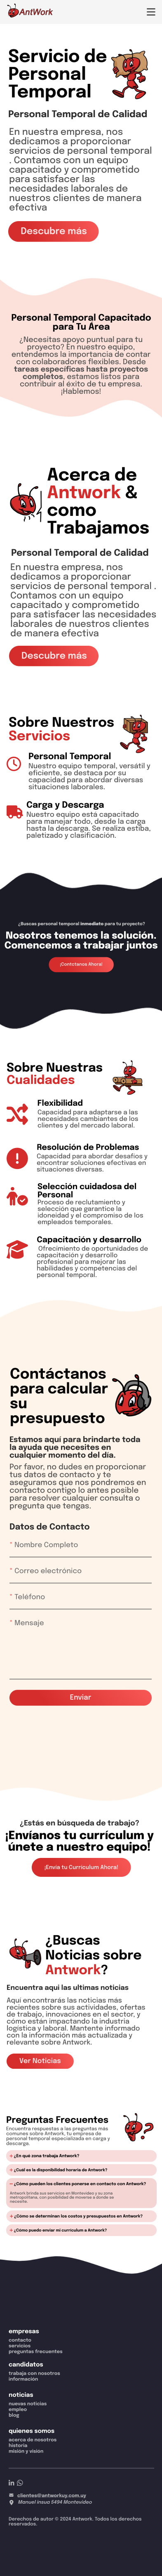 AntWork
Servicio de
Personal
Temporal
Personal Temporal de Calidad
En nuestra empresa, nos
dedicamos a proporcionar
servicios de personal temporal
. Contamos con un equipo
capacitado y comprometido
para satisfacer las
necesidades laborales de
nuestros clientes de manera
efectiva
Descubre más
Personal Temporal Capacitado
para Tu Área
¿Necesitas apoyo puntual para tu
proyecto? En nuestro equipo,
entendemos la importancia de contar
con colaboradores flexibles. Desde
tareas específicas hasta proyectos
completos, estamos listos para
contribuir al éxito de tu empresa.
¡Hablemos!
Acerca de
Antwork &
como
Trabajamos
Personal Temporal de Calidad
En nuestra empresa, nos
dedicamos a proporcionar
servicios de personal temporal .
Contamos con un equipo
capacitado y comprometido
para satisfacer las necesidades
laborales de nuestros clientes
de manera efectiva
Descubre más
Sobre Nuestros
Servicios
Personal Temporal
Nuestro equipo temporal, versátil y
eficiente, se destaca por su
capacidad para abordar diversas
situaciones laborales.
Carga y Descarga
Nuestro equipo está capacitado
para manejar todo, desde la carga
hasta la descarga. Se realiza estiba,
paletizado y clasificación.
¿Buscas personal temporal inmediato para tu proyecto?
Nosotros tenemos la solución.
Comencemos a trabajar juntos
¡Contctanos Ahora!
Sobre Nuestras
Cualidades
Flexibilidad
Capacidad para adaptarse a las
necesidades cambiantes de los
clientes y del mercado laboral.
Resolución de Problemas
Capacidad para abordar desafíos y
encontrar soluciones efectivas en
situaciones diversas.
Selección cuidadosa del
Personal
Proceso de reclutamiento y
selección que garantice la
idoneidad y el compromiso de los
empleados temporales.
Capacitación y desarrollo
Ofrecimiento de oportunidades de
capacitación y desarrollo
profesional para mejorar las
habilidades y competencias del
personal temporal.
Contáctanos
para calcular
su
presupuesto
Estamos aquí para brindarte toda
la ayuda que necesites en
cualquier momento del día.
Por favor, no dudes en proporcionar
tus datos de contacto y te
aseguramos que nos pondremos en
contacto contigo lo antes posible
para resolver cualquier consulta o
pregunta que tengas.
Datos de Contacto
* Nombre Completo
* Correo electrónico
* Teléfono
* Mensaje
Enviar
¿Estás en búsqueda de trabajo?
¡Envíanos tu currículum y
únete a nuestro equipo!
¡Envía tu Currículum Ahora!
¿Buscas
Noticias sobre
Antwork?
Encuentra aquí las ultimas noticias
Aquí encontraras las noticias más
recientes sobre sus actividades, ofertas
de trabajo, innovaciones en el sector, y
cómo están impactando la industria
logística y laboral. Mantente informado
con la información más actualizada y
relevante sobre Antwork.
Ver Noticias
Preguntas Frecuentes
Encuentra respuestas a las preguntas más
comunes sobre Antwork, tu empresa de
personal temporal especializada en carga y
descarga.
+ ¿En qué zona trabaja Antwork?
+ ¿Cual es la disponibilidad horaria de Antwork?
− ¿Cómo pueden los clientes ponerse en contacto con Antwork?
Antwork brinda sus servicios en Montevideo y su zona
metropolitana, con posibilidad de moverse a donde se
necesite.
+ ¿Cómo se determinan los costos y presupuestos en Antwork?
+ ¿Cómo puedo enviar mi currículum a Antwork?
empresas
contacto
servicios
preguntas frecuentes
candidatos
trabaja con nosotros
información
noticias
nuevas noticias
empleo
blog
quienes somos
acerca de nosotros
historia
misión y visión
clientes@antworkuy.com.uy
Manuel Insua 5494 Montevideo
Derechos de autor © 2024 Antwork. Todos los derechos
reservados.